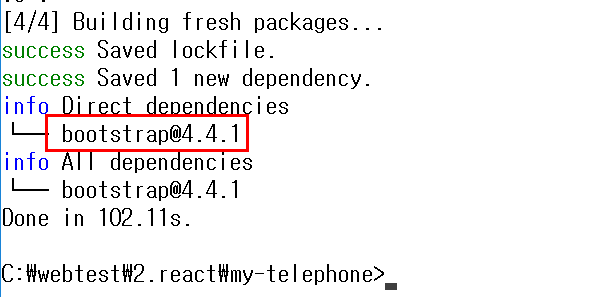 [4/4] Building fresh packages...
success Saved lockfile.
success Saved 1 new dependency.
info Direct dependencies
└── bootstrap@4.4.1
info All dependencies
└── bootstrap@4.4.1
Done in 102.11s.
C:₩webtest₩2.react₩my-telephone>